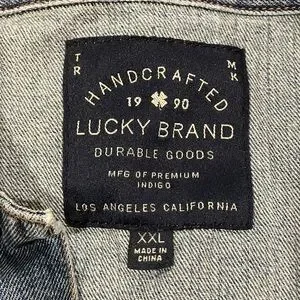 TR MK
HANDCRAFTED
19 90
LUCKY BRAND
DURABLE GOODS
MFG OF PREMIUM
INDIGO
LOS ANGELES CALIFORNIA
XXL
MADE IN
CHINA